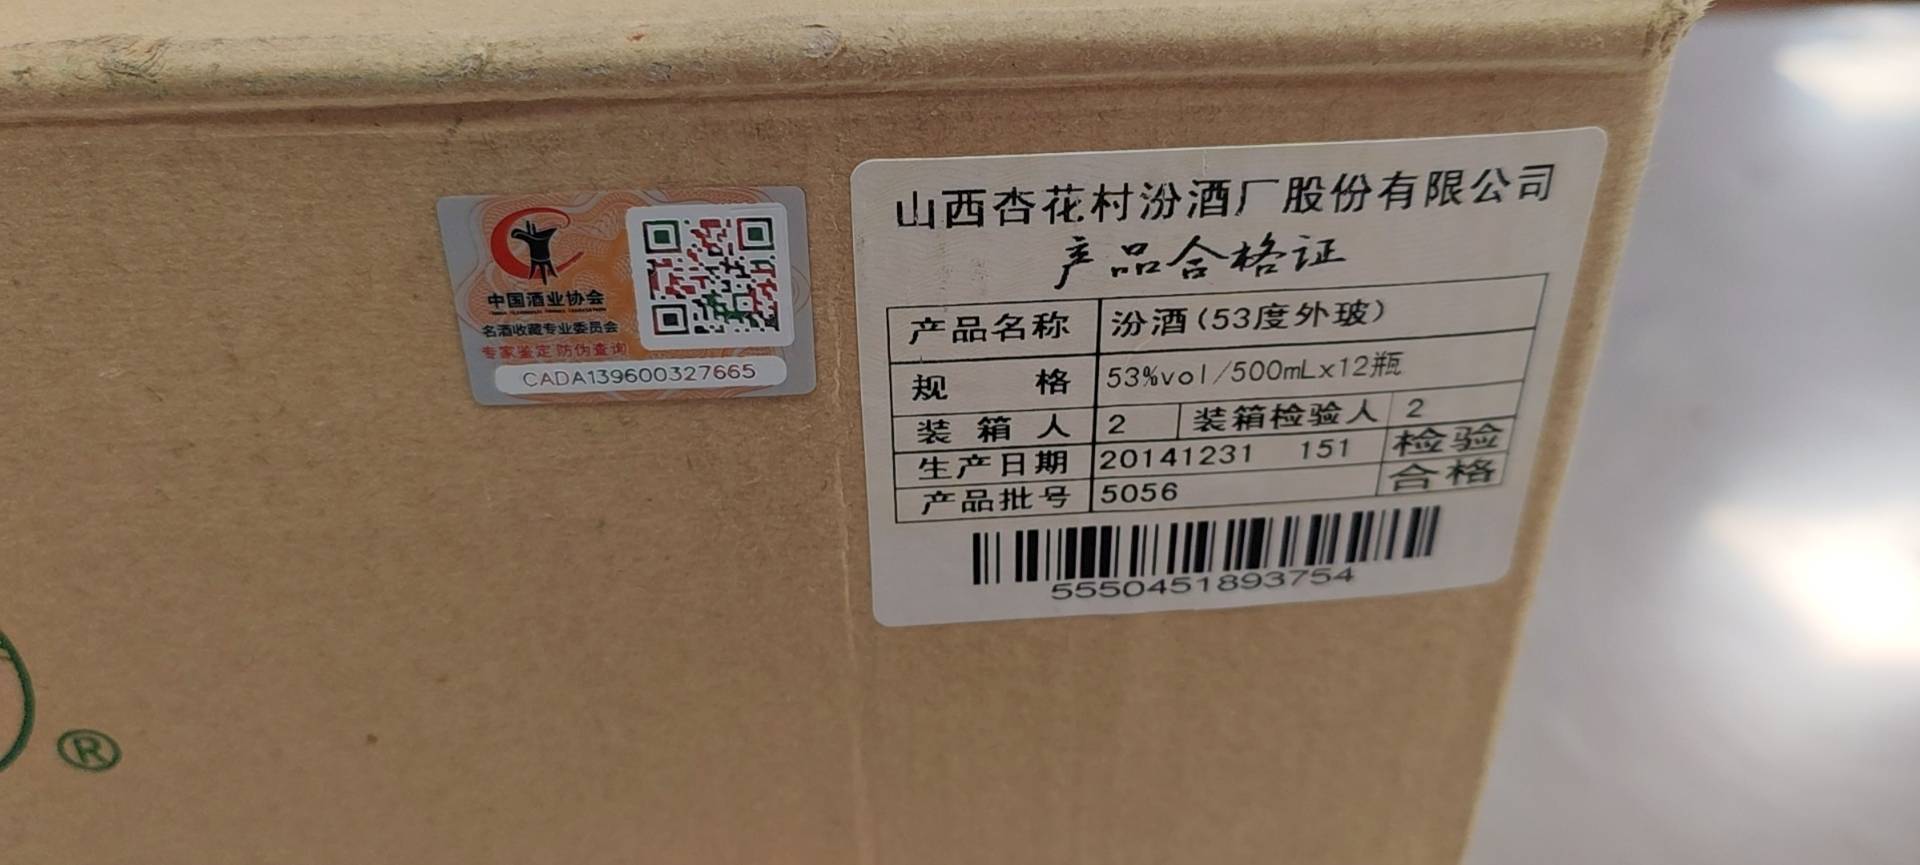 中国酒业协会
名酒收藏专业委员会
专家鉴定 防伪查询
CADA139600327665
山西杏花村汾酒厂股份有限公司
产品合格证
产品名称 汾酒(53度外玻)
规 格 53%vol/500mLx12瓶
装 箱 人 2 装箱检验人 2
生产日期 20141231 151 检验
产品批号 5056 合格
5550451893754
®